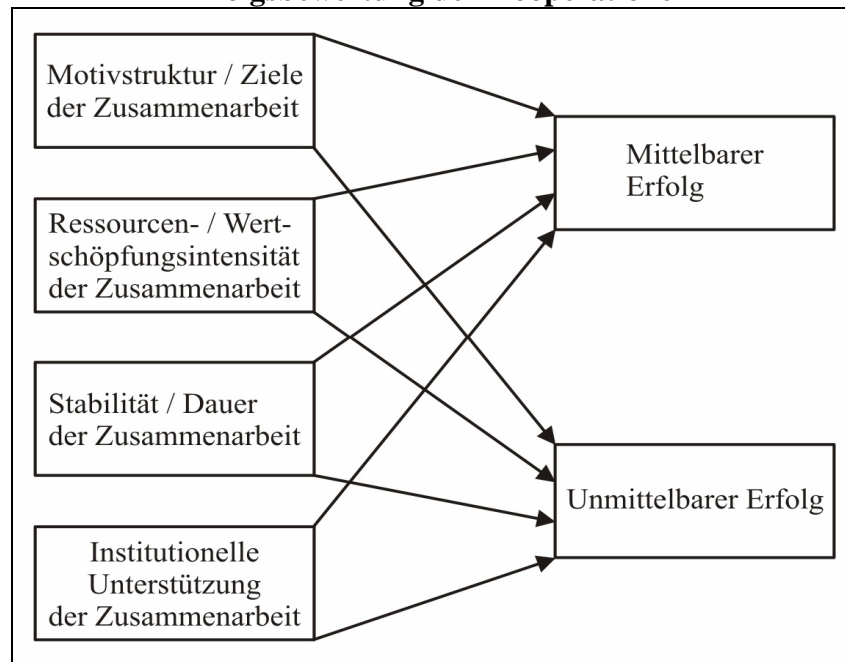 Motivstruktur / Ziele
der Zusammenarbeit
Ressourcen- / Wert-
schöpfungsintensität
der Zusammenarbeit
Stabilität / Dauer
der Zusammenarbeit
Institutionelle
Unterstützung
der Zusammenarbeit
Mittelbarer
Erfolg
Unmittelbarer Erfolg